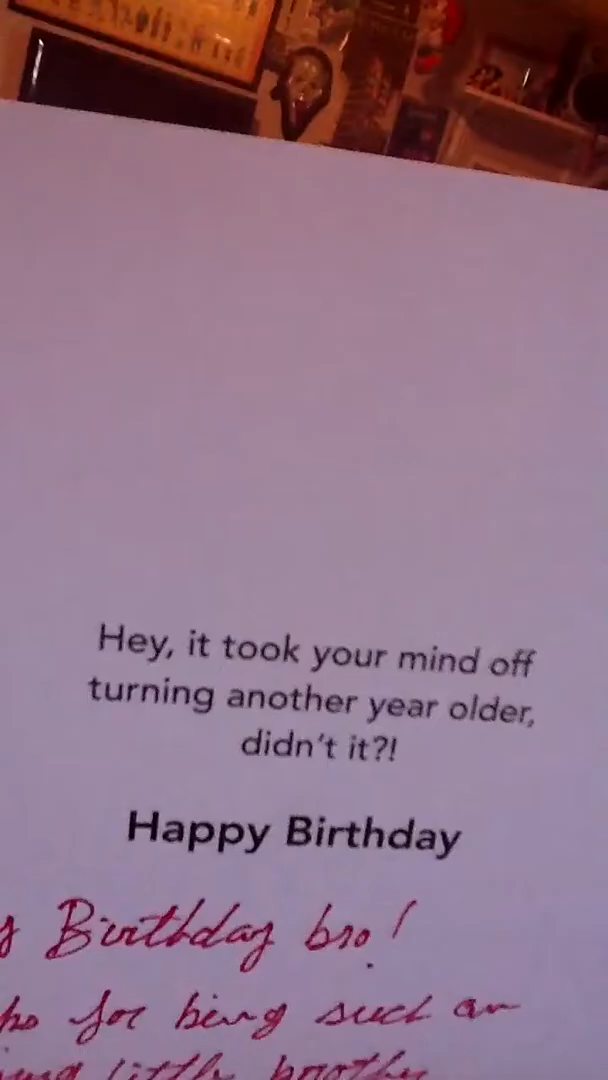 Hey, it took your mind off
turning another year older,
didn't it?!
Happy Birthday
Birthday bro!
for being such an
little brother